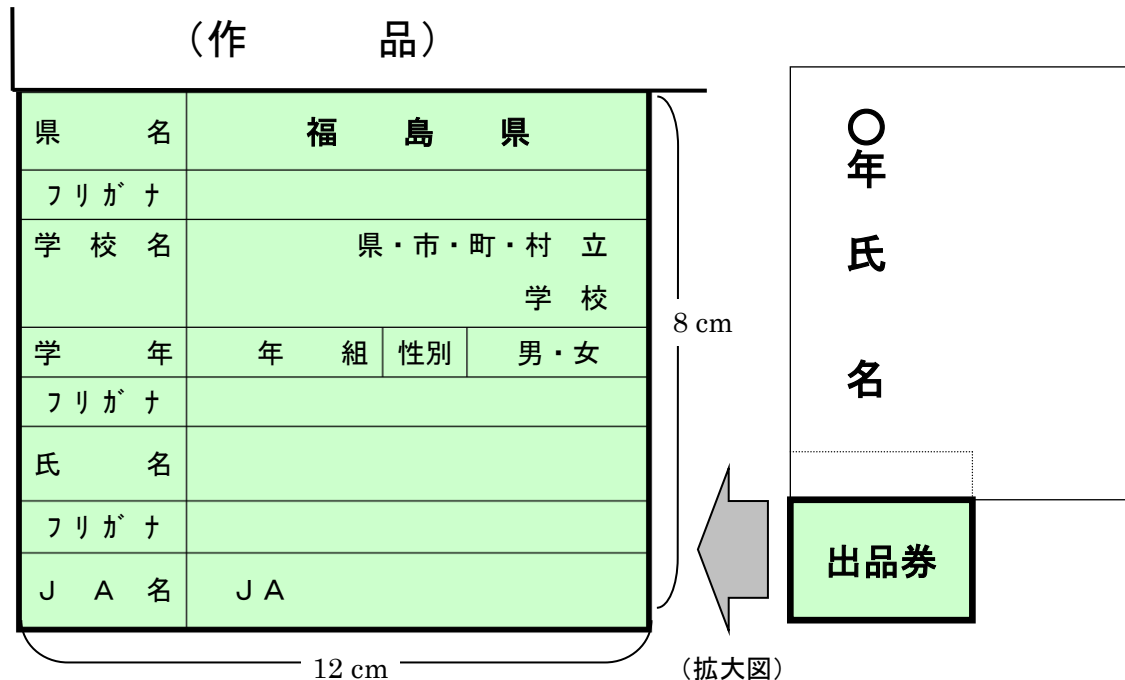 （作　品）
県　名　福　島　県
フリガナ
学　校　名　県・市・町・村　立
学　校
学　年　年　組　性別　男・女
フリガナ
氏　名
フリガナ
Ｊ　Ａ　名　ＪＡ
8 cm
12 cm
（拡大図）
〇年　氏　名
出品券